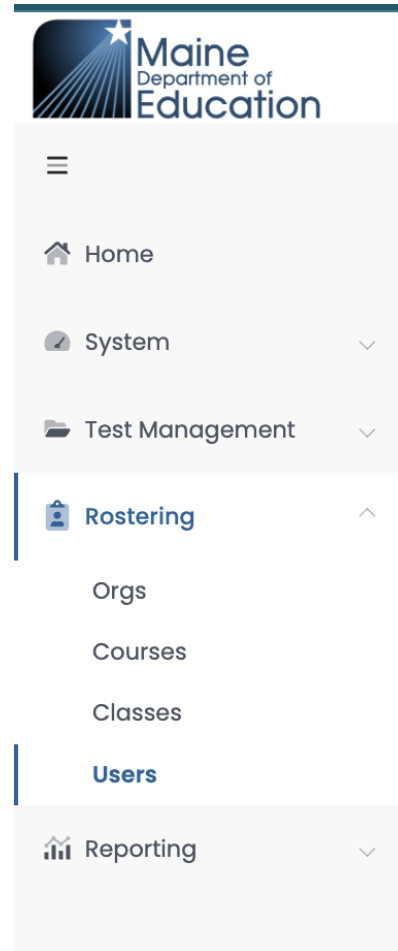 Maine
Department of
Education
Home
System
Test Management
Rostering
Orgs
Courses
Classes
Users
Reporting